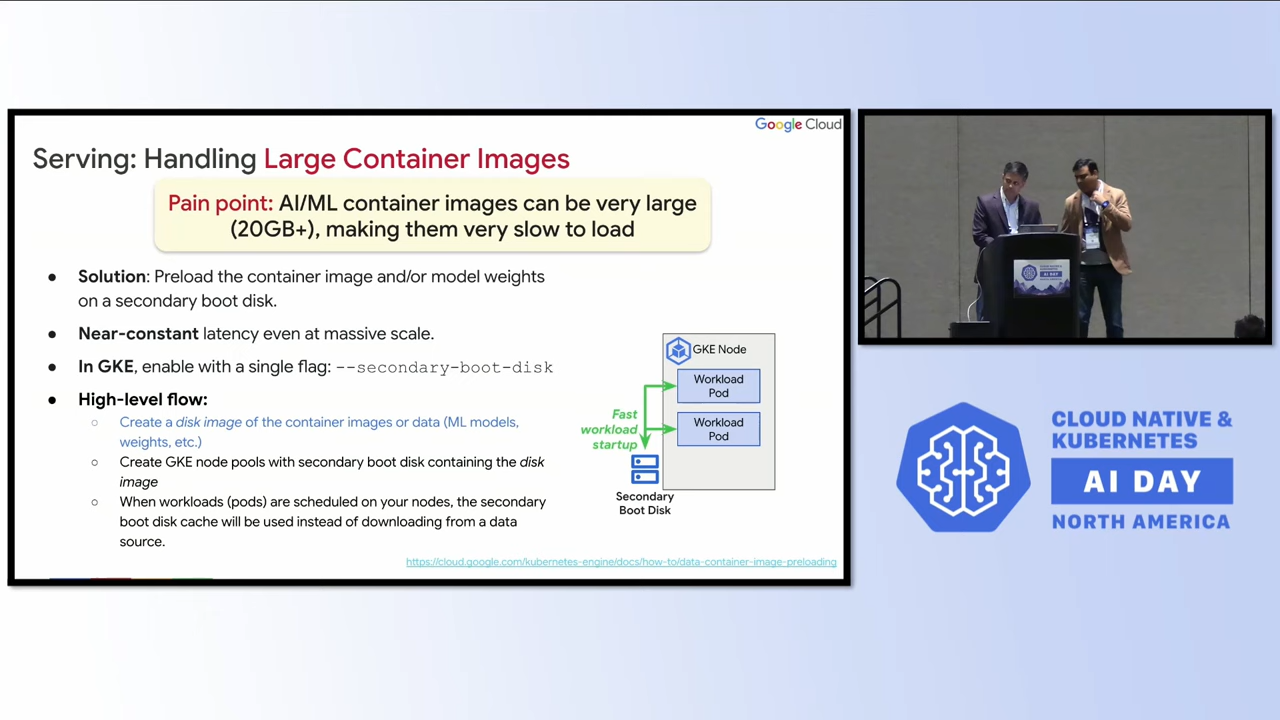 Google Cloud
Serving: Handling Large Container Images
Pain point: AI/ML container images can be very large
(20GB+), making them very slow to load
● Solution: Preload the container image and/or model weights
on a secondary boot disk.
● Near-constant latency even at massive scale.
● In GKE, enable with a single flag: --secondary-boot-disk
● High-level flow:
○ Create a disk image of the container images or data (ML models,
weights, etc.)
○ Create GKE node pools with secondary boot disk containing the disk
image
○ When workloads (pods) are scheduled on your nodes, the secondary
boot disk cache will be used instead of downloading from a data
source.
GKE Node
Workload
Pod
Workload
Pod
Fast
workload
startup
Secondary
Boot Disk
https://cloud.google.com/kubernetes-engine/docs/how-to/data-container-image-preloading
AI DAY
CLOUD NATIVE &
KUBERNETES
AI DAY
NORTH AMERICA